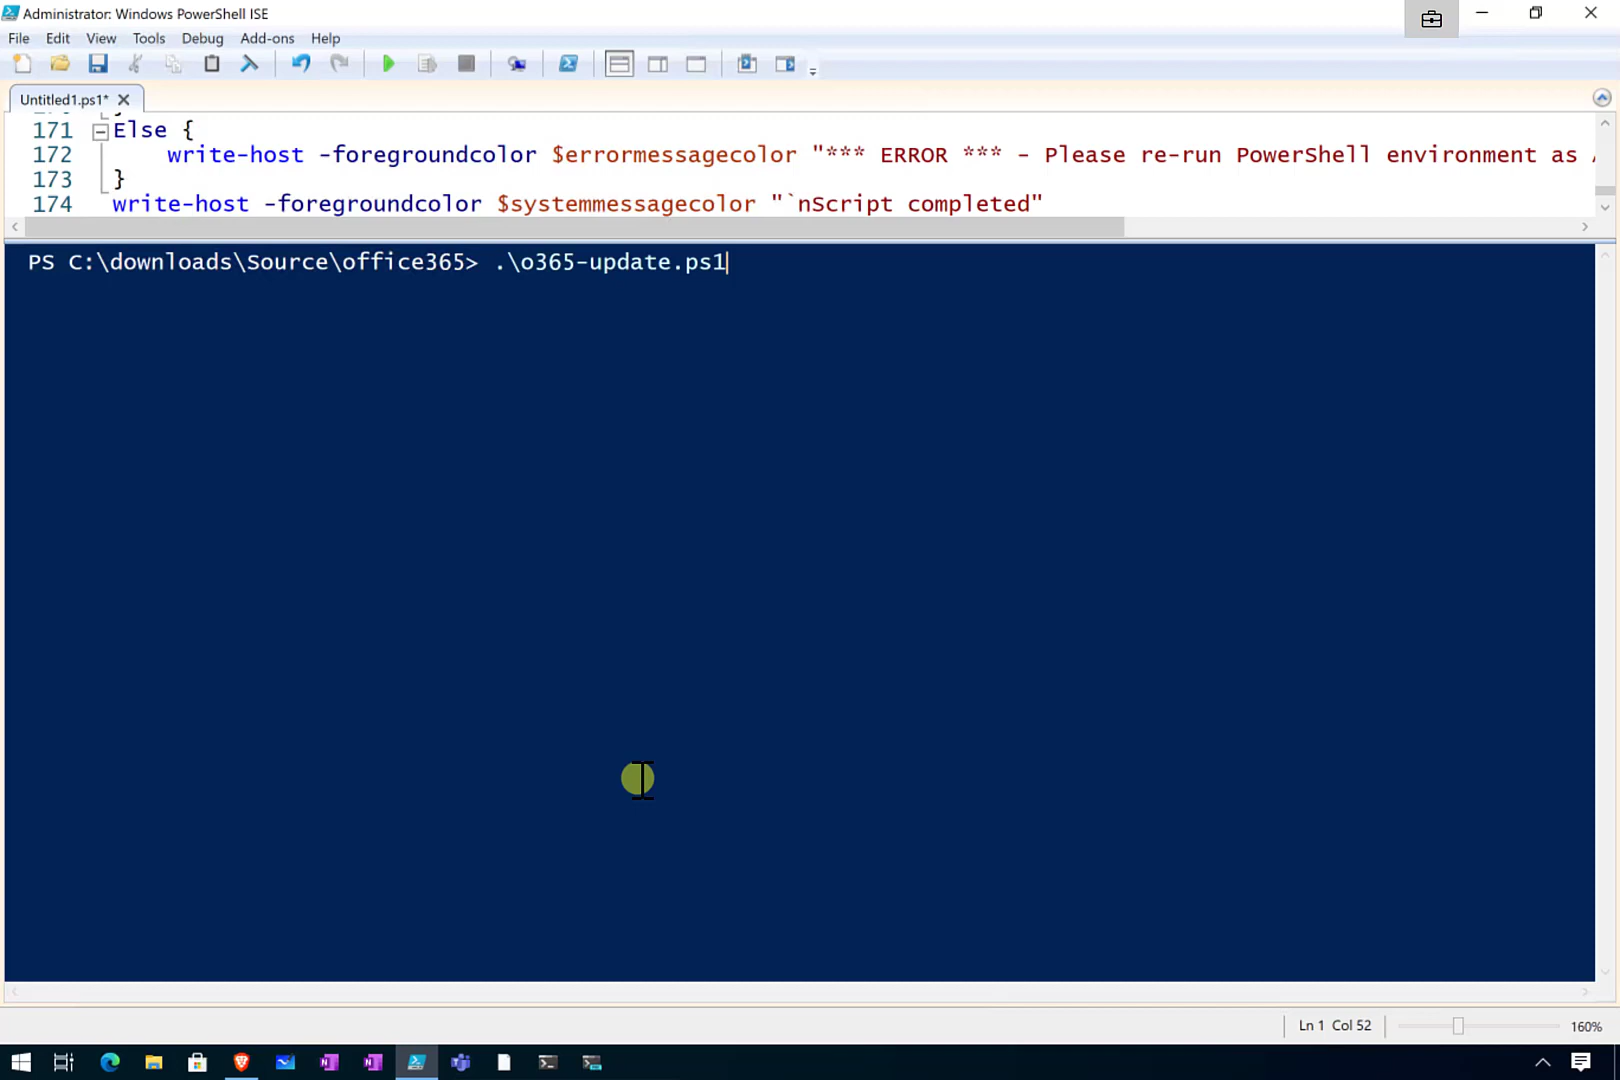 Administrator: Windows PowerShell ISE
File Edit View Tools Debug Add-ons Help
Untitled1.ps1*
171 Else {
172 write-host -foregroundcolor $errormessagecolor "*** ERROR *** - Please re-run PowerShell environment as
173 }
174 write-host -foregroundcolor $systemmessagecolor "`nScript completed"
PS C:\downloads\Source\office365> .\o365-update.ps1
Ln 1 Col 52
160%